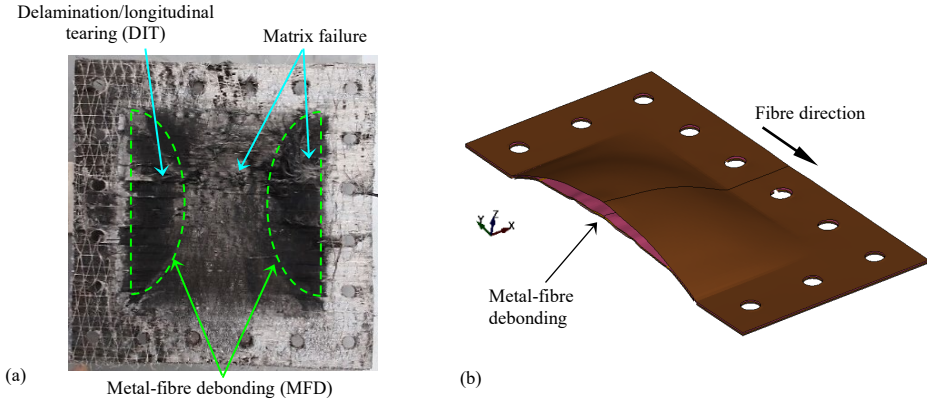 Delamination/longitudinal
tearing (DIT)
Matrix failure
Metal-fibre debonding (MFD)
(a)
Fibre direction
Y
Z
X
Metal-fibre
debonding
(b)